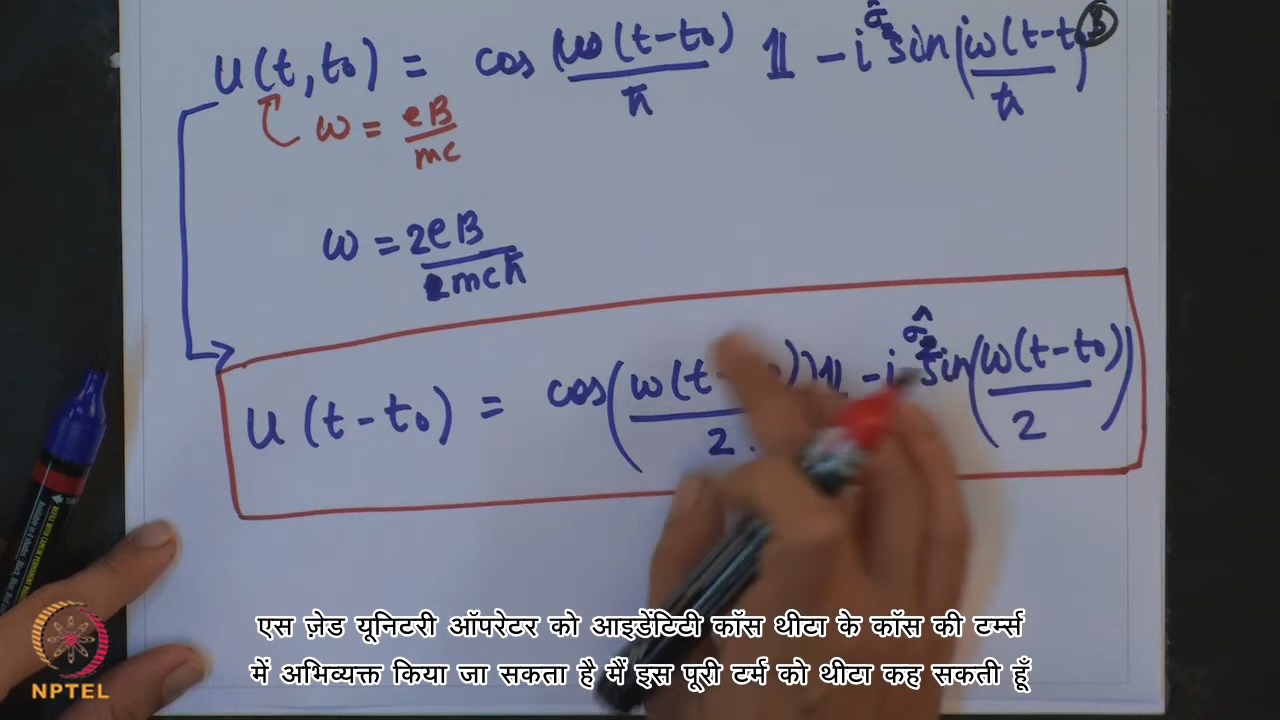 U(t, t₀) = cos (ω(t-t₀)/ħ) 𝟙 - i σ̂z sin(ω(t-t₀)/ħ) B
ω = eB/mc
ω = 2eB/2mcħ
U(t-t₀) = cos(ω(t-t₀)/2) 𝟙 - i σ̂z sin(ω(t-t₀)/2)
एस ज़ेड यूनिटरी ऑपरेटर को आइडेंटिटी कॉस थीटा के कॉस की टर्म्स
में अभिव्यक्त किया जा सकता है मैं इस पूरी टर्म को थीटा कह सकती हूँ
NPTEL